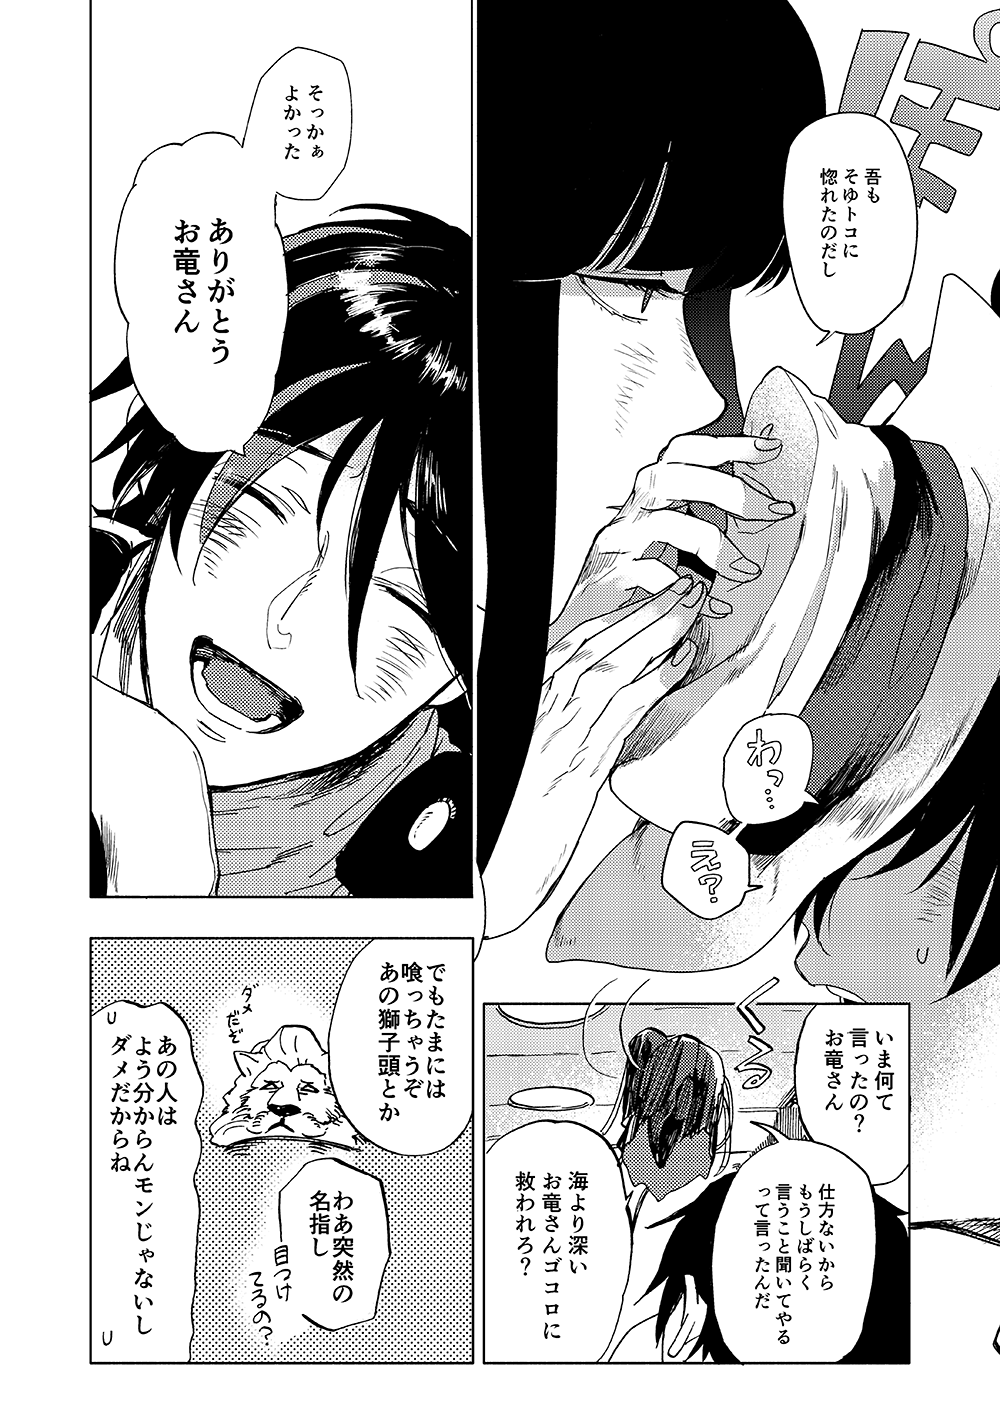 ぽ
吾も
そゆトコに
惚れたのだし
わっ…
え？
そっかぁ
よかった
ありがとう
お竜さん
いま何て
言ったの？
お竜さん
くるっ
仕方ないから
もうしばらく
言うこと聞いてやる
って言ったんだ
海より深い
お竜さんゴコロに
救われろ？
でもたまには
喰っちゃうぞ
あの獅子頭とか
ダメ
だぞ
わあ突然の
名指し
目つけ
てるの？
あの人は
よう分からんモンじゃないし
ダメだからね